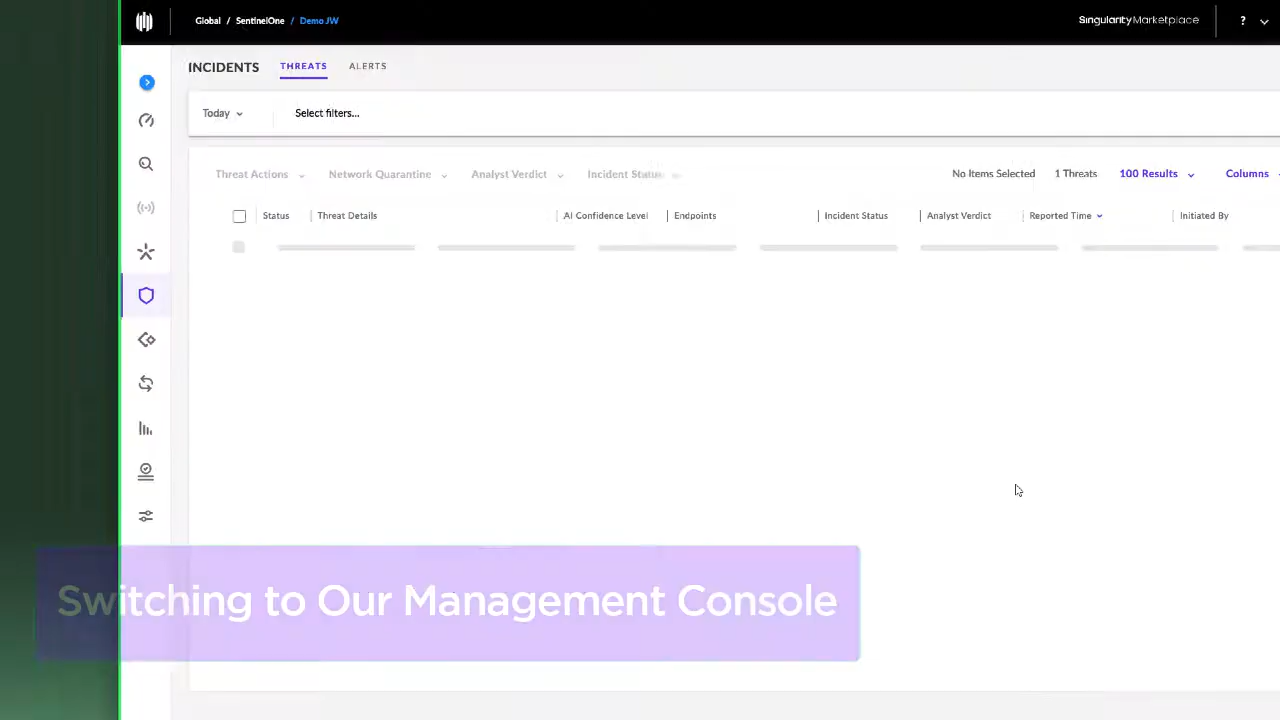 Global / SentinelOne / Demo JW
Singularity Marketplace
?
INCIDENTS THREATS ALERTS
Today Select filters...
Threat Actions Network Quarantine Analyst Verdict Incident Status No Items Selected 1 Threats 100 Results Columns
Status Threat Details AI Confidence Level Endpoints Incident Status Analyst Verdict Reported Time Initiated By
Switching to Our Management Console